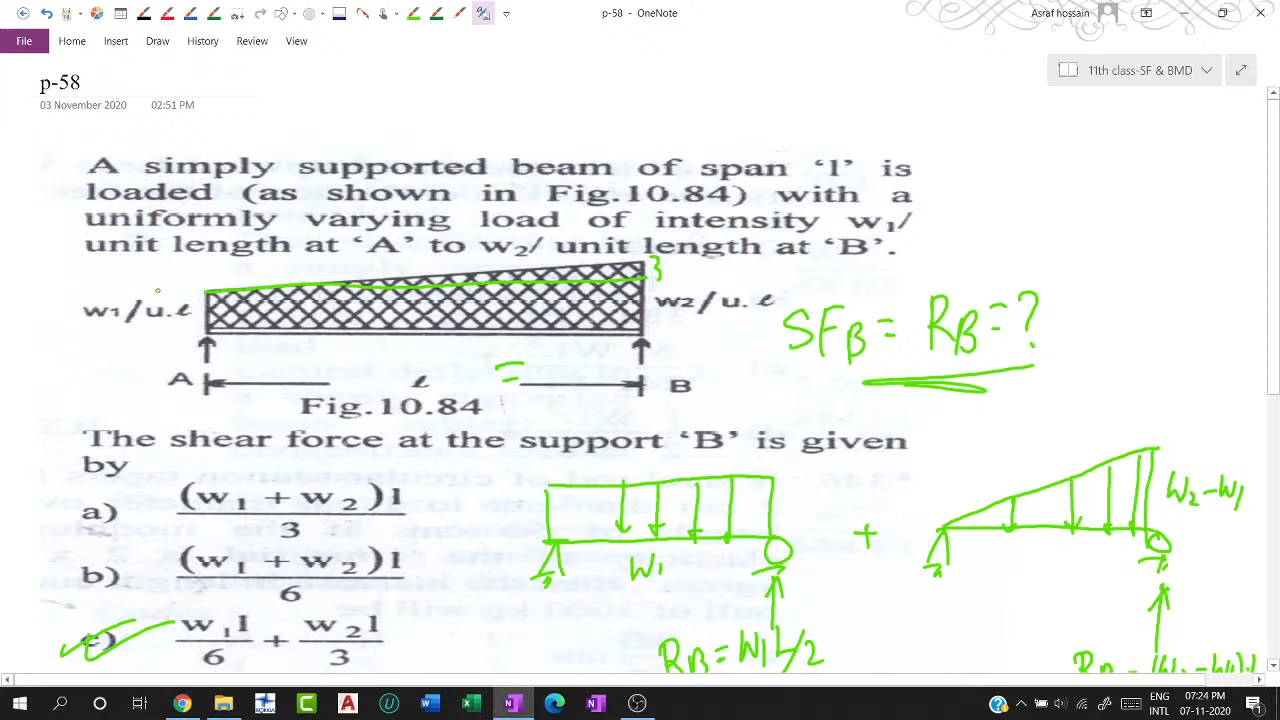 p-58 - OneNote
Asraf hossain
File Home Insert Draw History Review View
p-58
11th class-SF & BMD
03 November 2020 02:51 PM
A simply supported beam of span ‘l’ is
loaded (as shown in Fig.10.84) with a
uniformly varying load of intensity w₁/
unit length at ‘A’ to w₂/ unit length at ‘B’.
w₁/u.l
3
w₂/u.l
SF_B = R_B = ?
A l = B
Fig.10.84
The shear force at the support ‘B’ is given
by
a) (w₁ + w₂)l / 3
b) (w₁ + w₂)l / 6
c) w₁l / 6 + w₂l / 3
+
W₂-W₁
W₁
R_B = W₁L/2
ENG 07:24 PM
INTL 07-11-2020